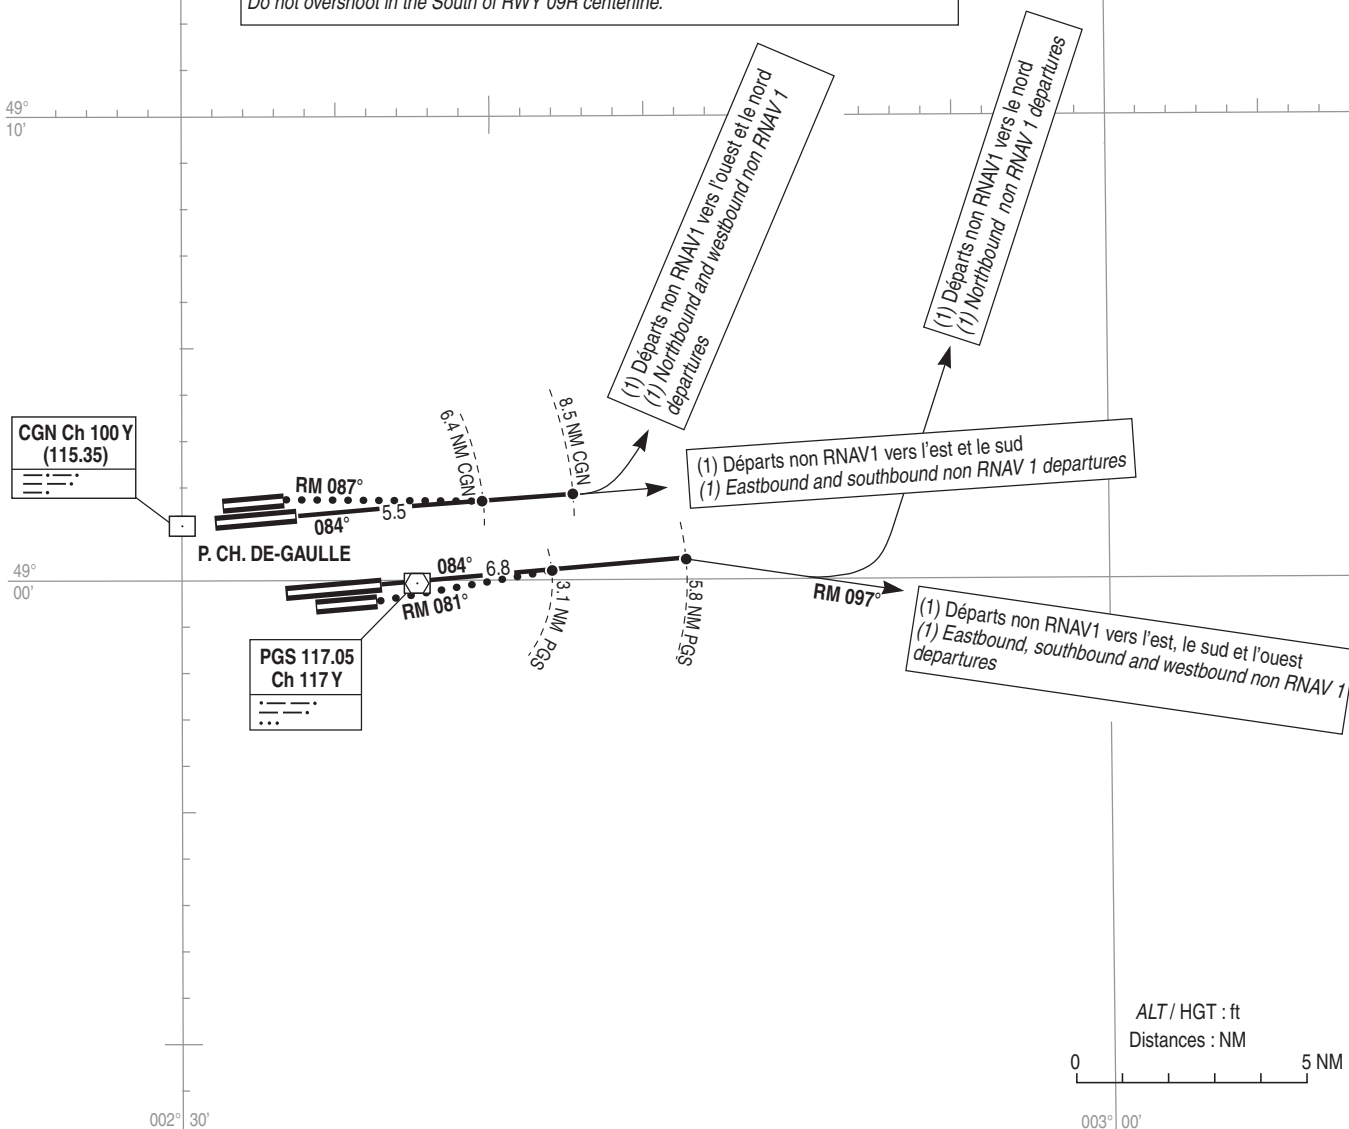 Do not overshoot in the South of RWY 09R centerline.
49°
10'
(1) Départs non RNAV1 vers l'ouest et le nord
(1) Northbound and westbound non RNAV 1
departures
(1) Départs non RNAV1 vers le nord
(1) Northbound non RNAV 1 departures
CGN Ch 100 Y
(115.35)
6.4 NM CGN
8.5 NM CGN
(1) Départs non RNAV1 vers l'est et le sud
(1) Eastbound and southbound non RNAV 1 departures
RM 087°
5.5
084°
P. CH. DE-GAULLE
49°
00'
084°
6.8
RM 081°
3.1 NM PGS
5.8 NM PGS
RM 097°
(1) Départs non RNAV1 vers l'est, le sud et l'ouest
(1) Eastbound, southbound and westbound non RNAV 1
departures
PGS 117.05
Ch 117 Y
ALT / HGT : ft
Distances : NM
0 5 NM
002° 30'
003° 00'